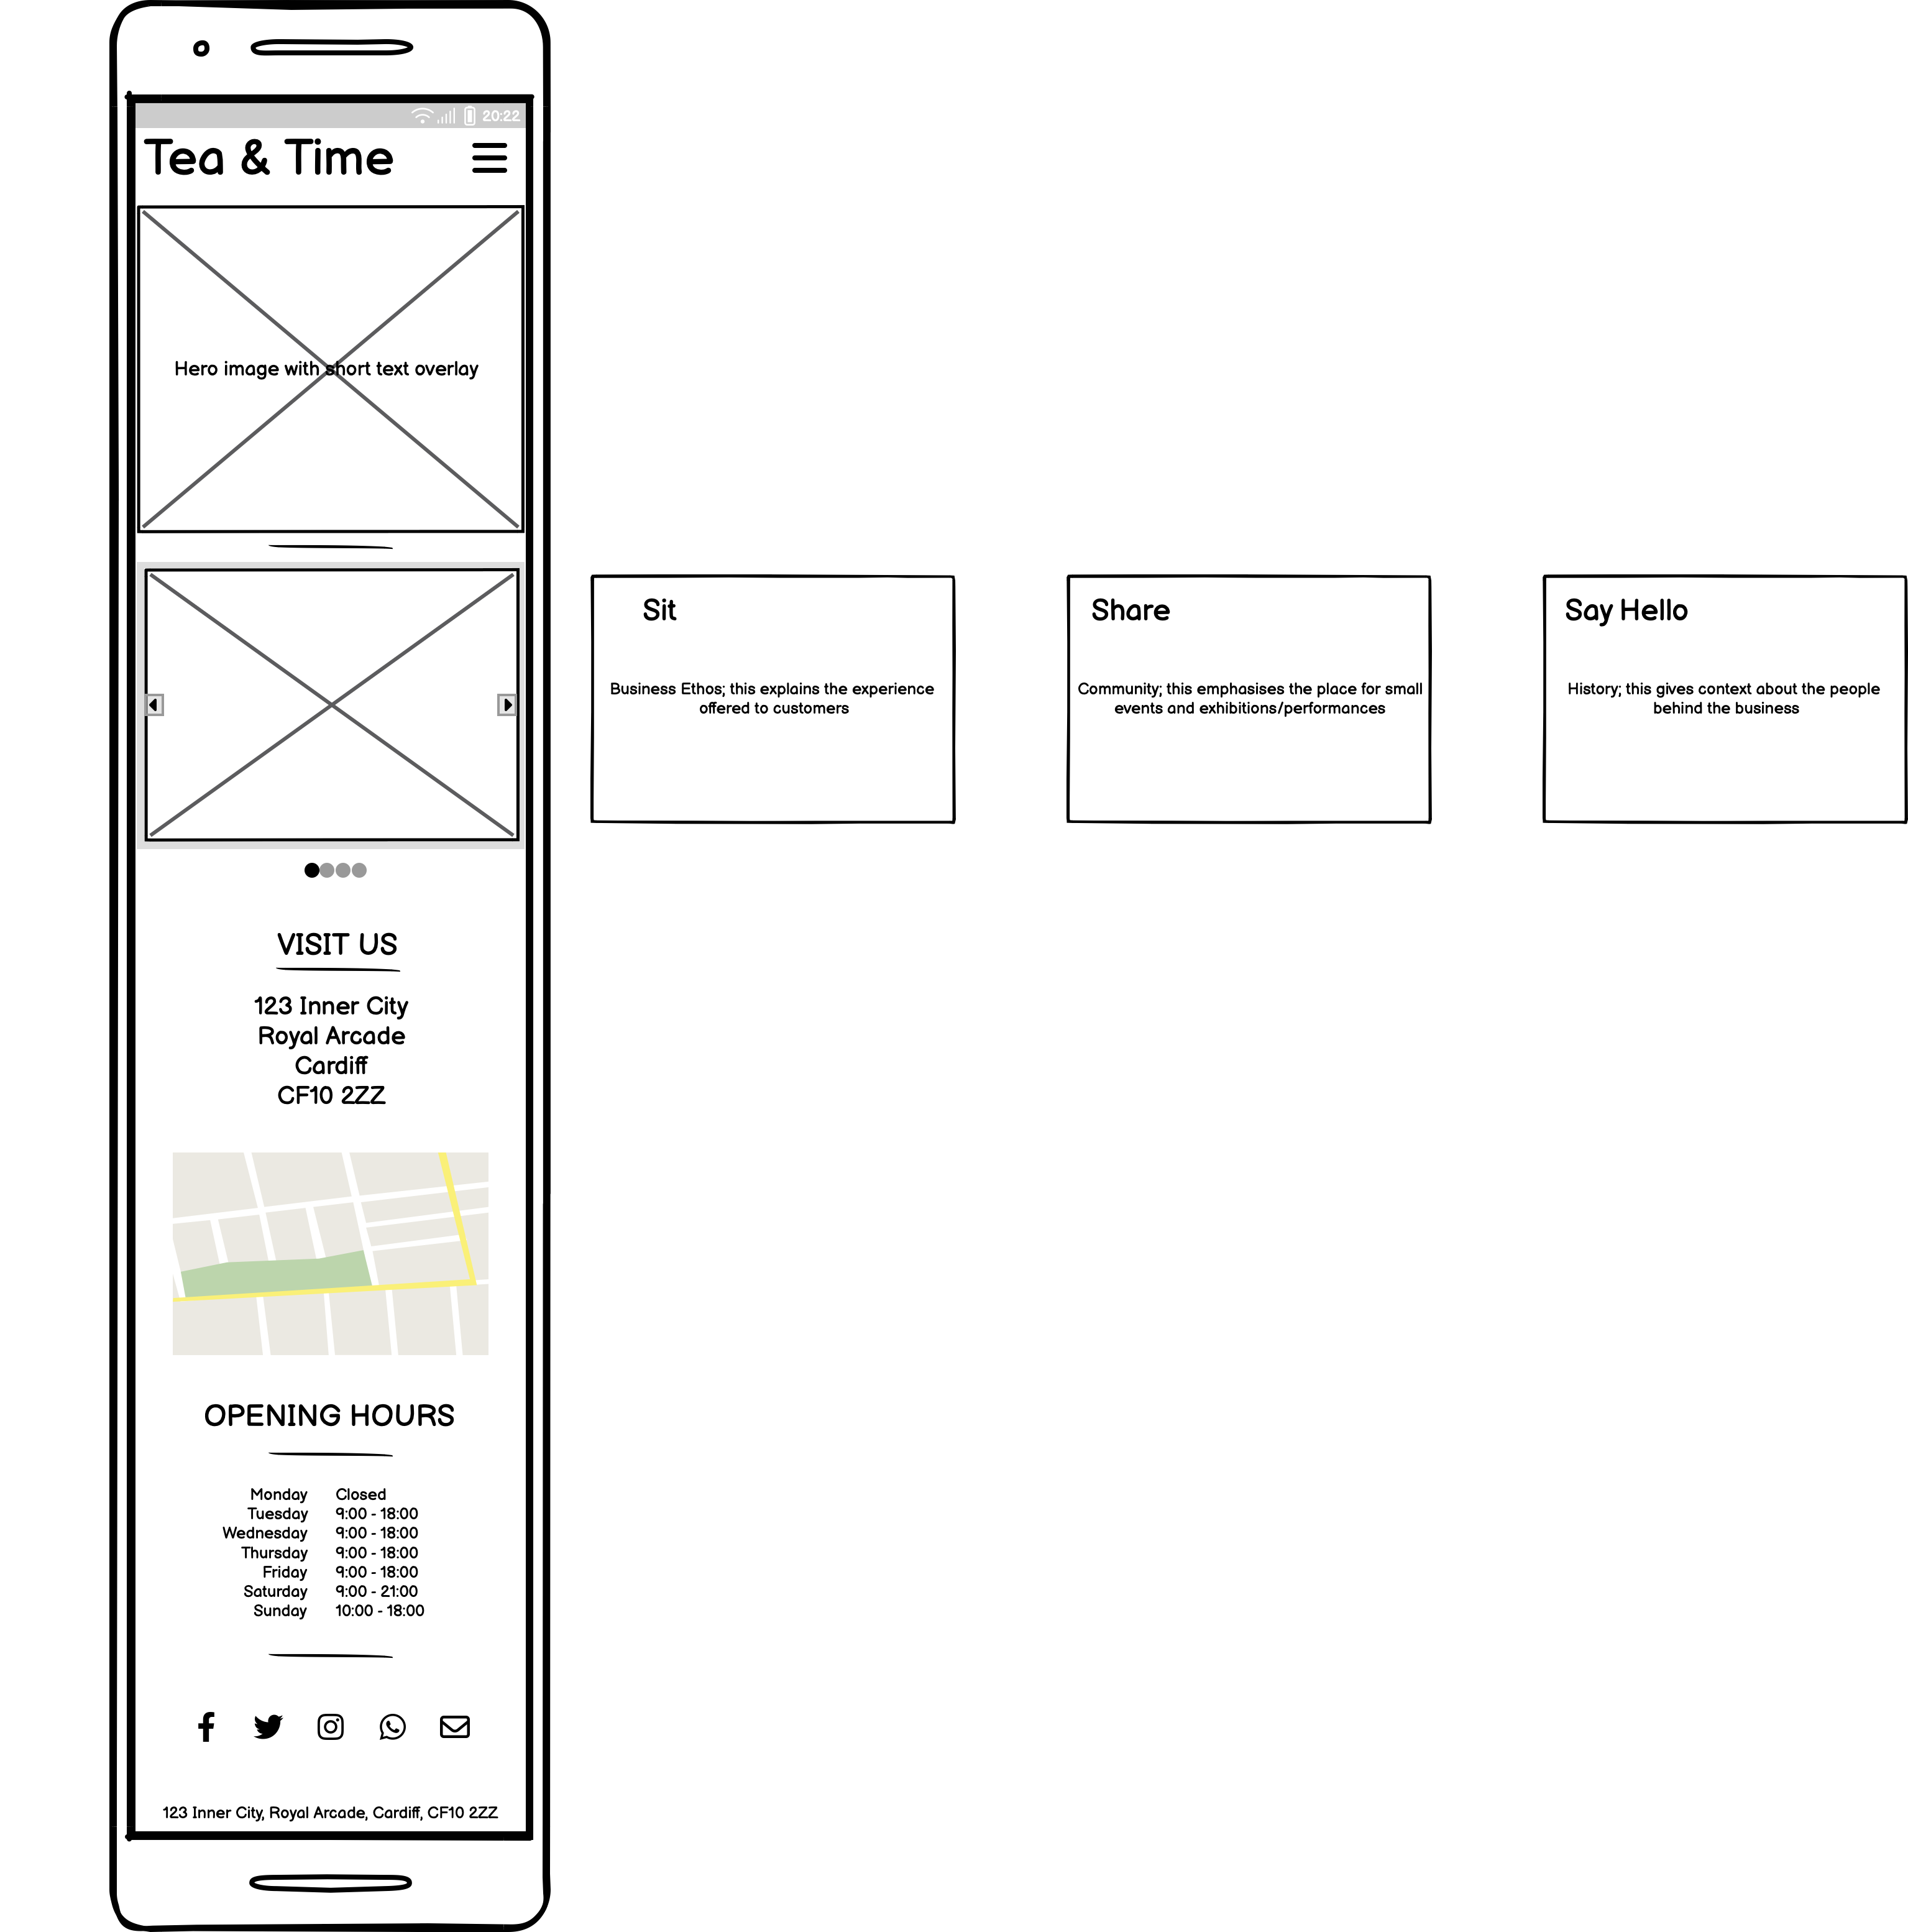 20:22
Tea & Time
Hero image with short text overlay
Sit
Business Ethos; this explains the experience
offered to customers
Share
Community; this emphasises the place for small
events and exhibitions/performances
Say Hello
History; this gives context about the people
behind the business
VISIT US
123 Inner City
Royal Arcade
Cardiff
CF10 2ZZ
OPENING HOURS
Monday Closed
Tuesday 9:00 - 18:00
Wednesday 9:00 - 18:00
Thursday 9:00 - 18:00
Friday 9:00 - 18:00
Saturday 9:00 - 21:00
Sunday 10:00 - 18:00
123 Inner City, Royal Arcade, Cardiff, CF10 2ZZ